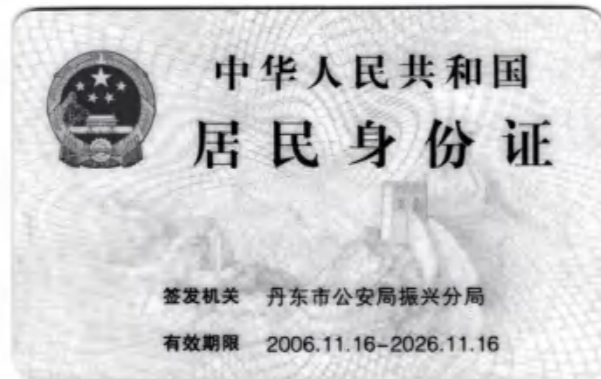 中华人民共和国
居民身份证
签发机关 丹东市公安局振兴分局
有效期限 2006.11.16-2026.11.16